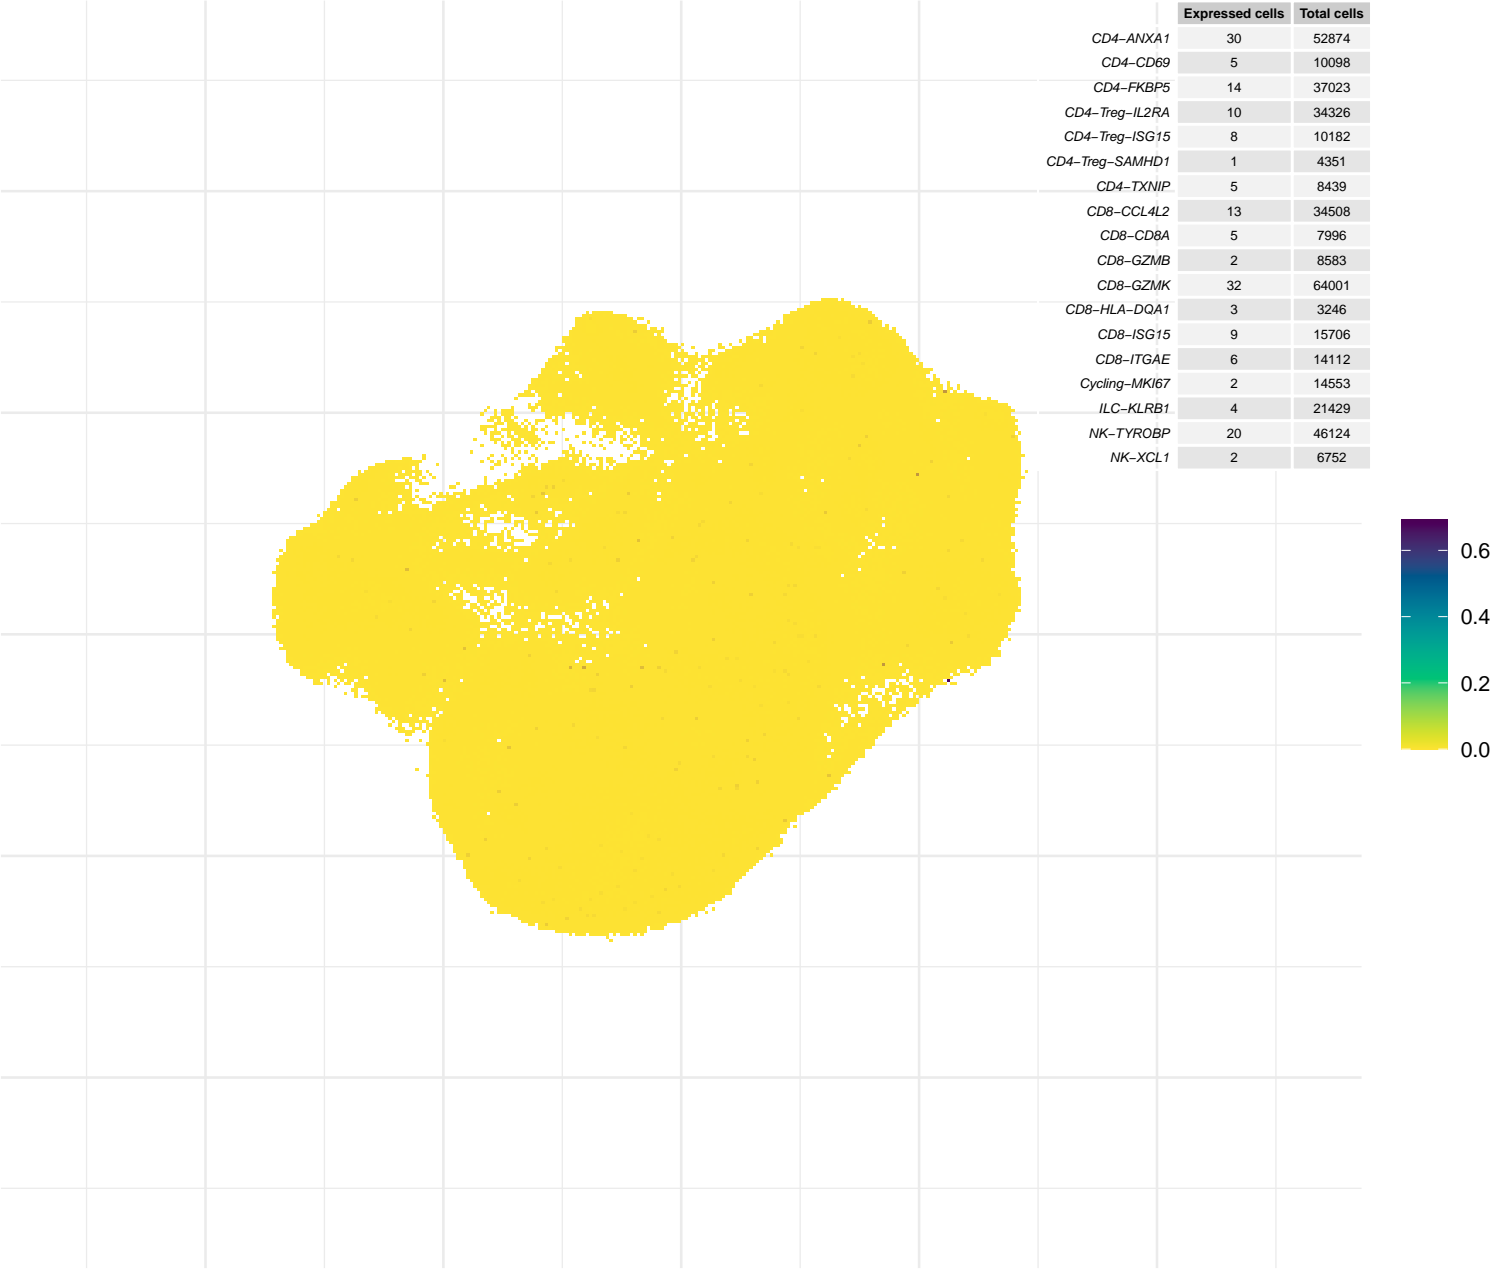 Expressed cells Total cells
CD4−ANXA1 30 52874
CD4−CD69 5 10098
CD4−FKBP5 14 37023
CD4−Treg−IL2RA 10 34326
CD4−Treg−ISG15 8 10182
CD4−Treg−SAMHD1 1 4351
CD4−TXNIP 5 8439
CD8−CCL4L2 13 34508
CD8−CD8A 5 7996
CD8−GZMB 2 8583
CD8−GZMK 32 64001
CD8−HLA−DQA1 3 3246
CD8−ISG15 9 15706
CD8−ITGAE 6 14112
Cycling−MKI67 2 14553
ILC−KLRB1 4 21429
NK−TYROBP 20 46124
NK−XCL1 2 6752
0.6
0.4
0.2
0.0